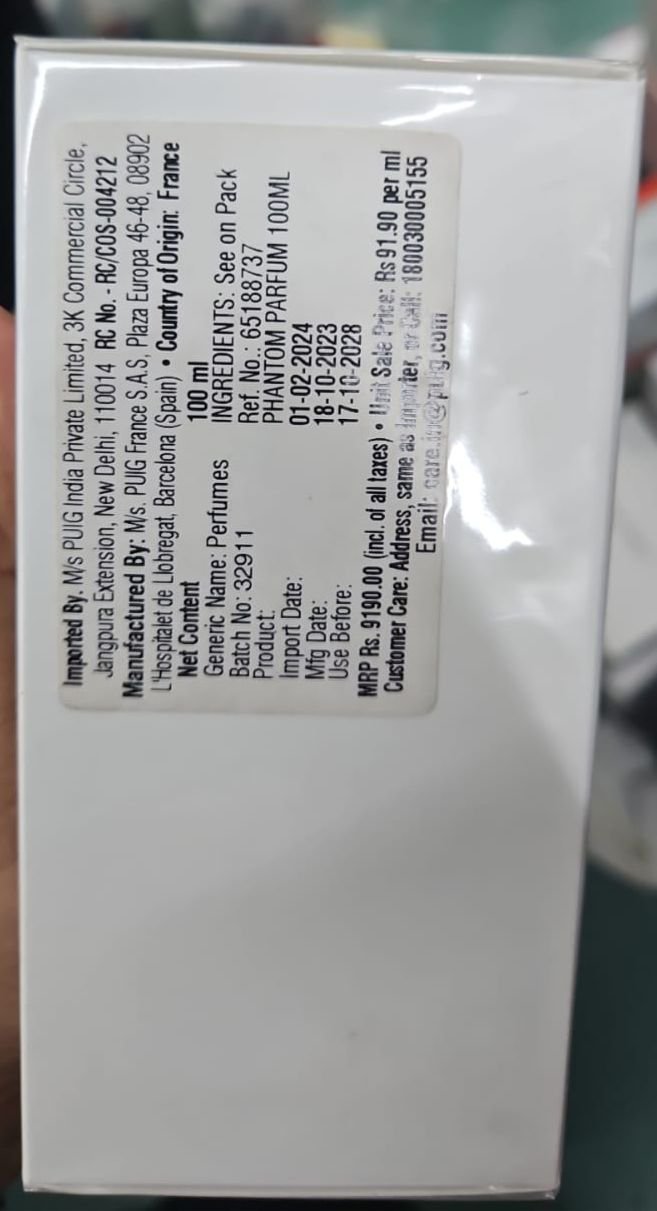 Imported By. M/s PUIG India Private Limited, 3K Commercial Circle,
Jangpura Extension, New Delhi, 110014 RC No. - RC/COS-004212
Manufactured By: M/s. PUIG France S.A.S, Plaza Europa 46-48, 08902
L'Hospitalet de Llobregat, Barcelona (Spain) • Country of Origin: France
Net Content 100 ml
Generic Name: Perfumes INGREDIENTS: See on Pack
Batch No: 32911 Ref. No.: 65188737
Product: PHANTOM PARFUM 100ML
Import Date: 01-02-2024
Mfg Date: 18-10-2023
Use Before: 17-10-2028
MRP Rs. 9190.00 (incl. of all taxes) • Unit Sale Price: Rs 91.90 per ml
Customer Care: Address, same as Importer, or Call: 180030005155
Email: care.in@puig.com